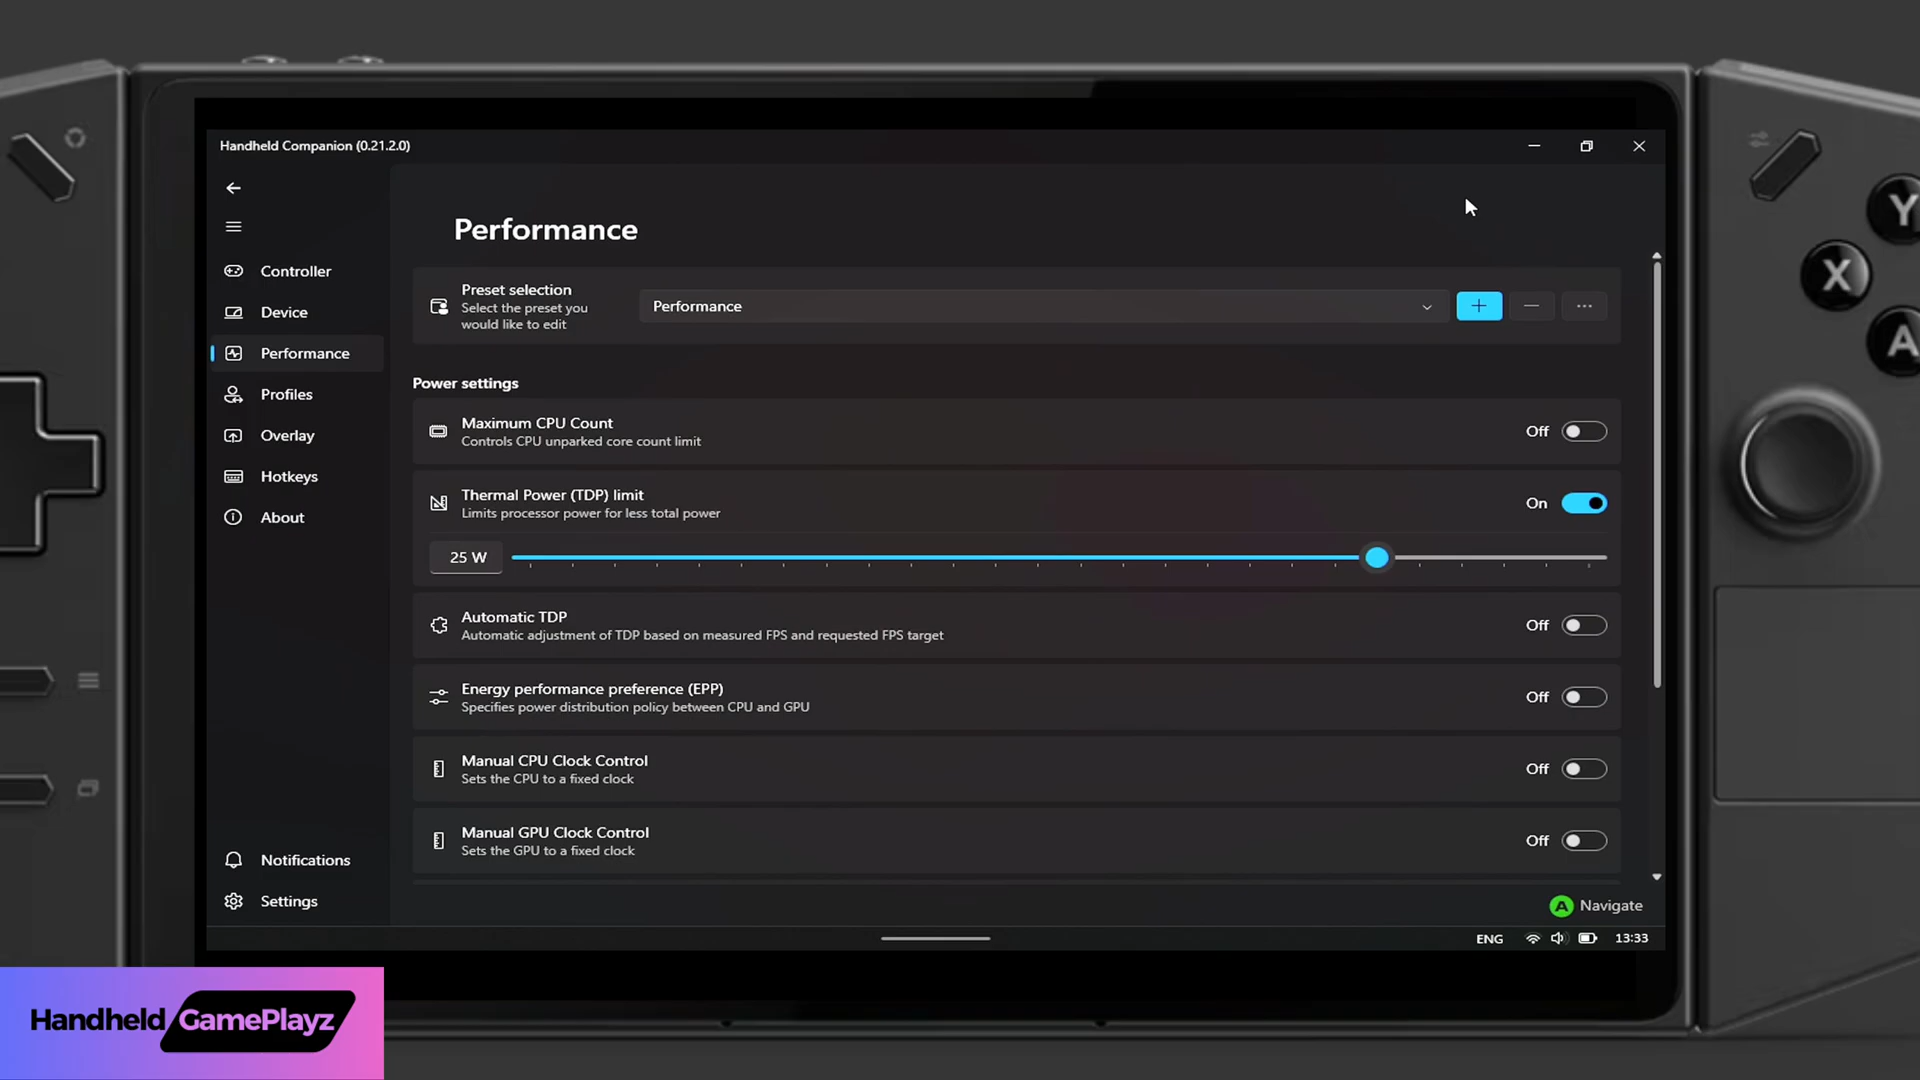 Handheld Companion (0.21.2.0)
Performance
Controller
Device
Performance
Profiles
Overlay
Hotkeys
About
Notifications
Settings
Preset selection
Select the preset you
would like to edit
Performance
Power settings
Maximum CPU Count
Controls CPU unparked core count limit
Off
Thermal Power (TDP) limit
Limits processor power for less total power
On
25 W
Automatic TDP
Automatic adjustment of TDP based on measured FPS and requested FPS target
Off
Energy performance preference (EPP)
Specifies power distribution policy between CPU and GPU
Off
Manual CPU Clock Control
Sets the CPU to a fixed clock
Off
Manual GPU Clock Control
Sets the GPU to a fixed clock
Off
A Navigate
ENG 13:33
Y
X
A
Handheld GamePlayz